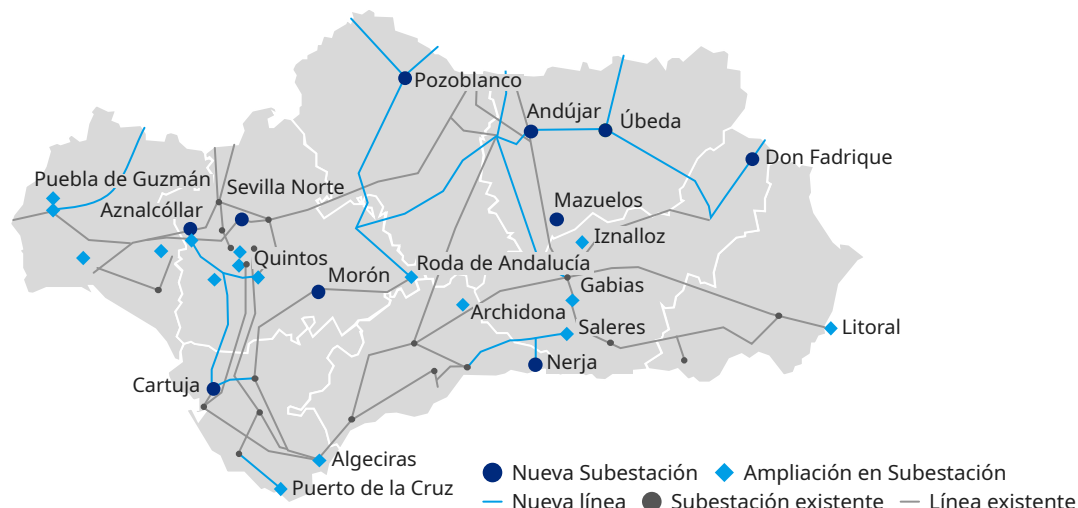 Pozoblanco
Andújar
Úbeda
Don Fadrique
Puebla de Guzmán
Sevilla Norte
Aznalcóllar
Mazuelos
Iznalloz
Quintos
Roda de Andalucía
Morón
Gabias
Archidona
Saleres
Litoral
Nerja
Cartuja
Algeciras
Puerto de la Cruz
Nueva Subestación
Ampliación en Subestación
Nueva línea
Subestación existente
Línea existente